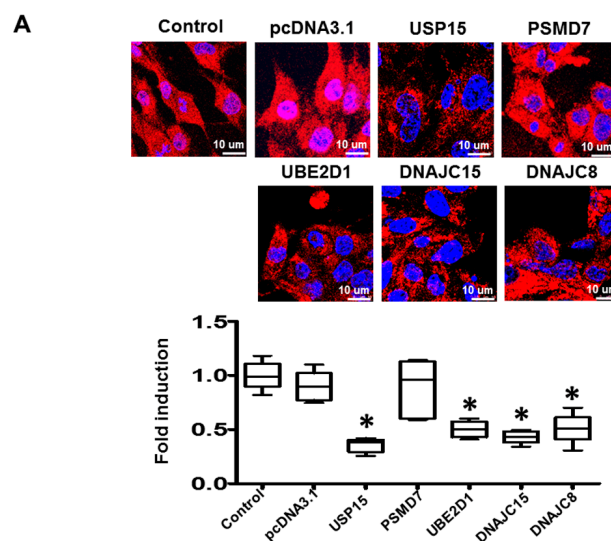 A
Control pcDNA3.1 USP15 PSMD7
10 um 10 um 10 um 10 um
UBE2D1 DNAJC15 DNAJC8
10 um 10 um 10 um
Fold induction
1.5
1.0
0.5
0.0
* * * *
Control pcDNA3.1 USP15 PSMD7 UBE2D1 DNAJC15 DNAJC8